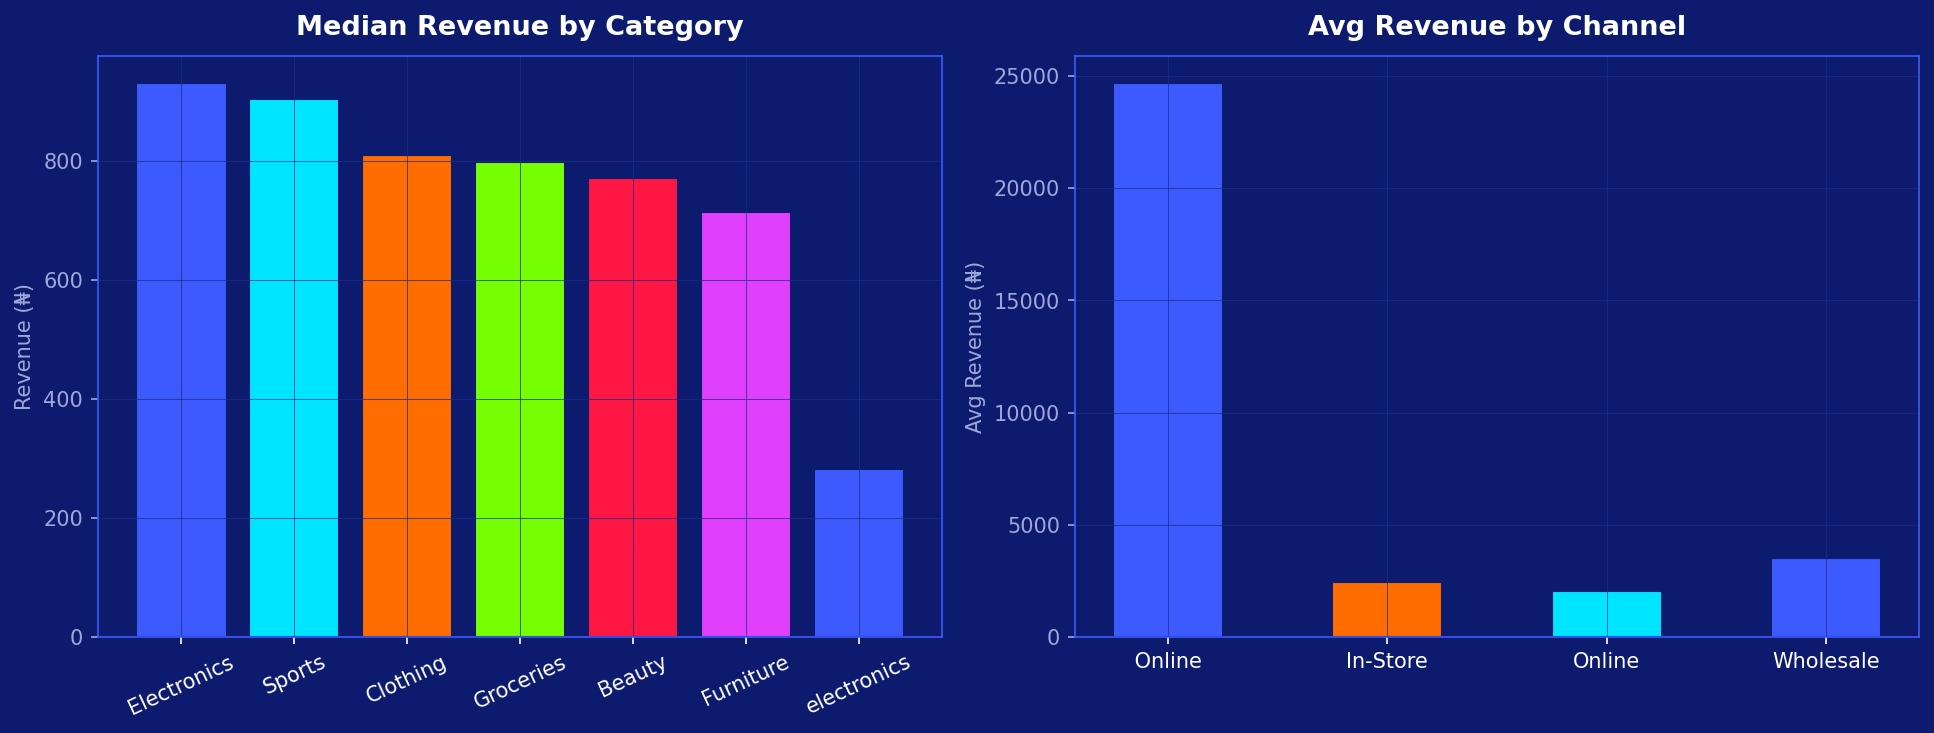 Median Revenue by Category
Revenue (₦)
800
600
400
200
0
Electronics
Sports
Clothing
Groceries
Beauty
Furniture
electronics
Avg Revenue by Channel
Avg Revenue (₦)
25000
20000
15000
10000
5000
0
Online
In-Store
Online
Wholesale